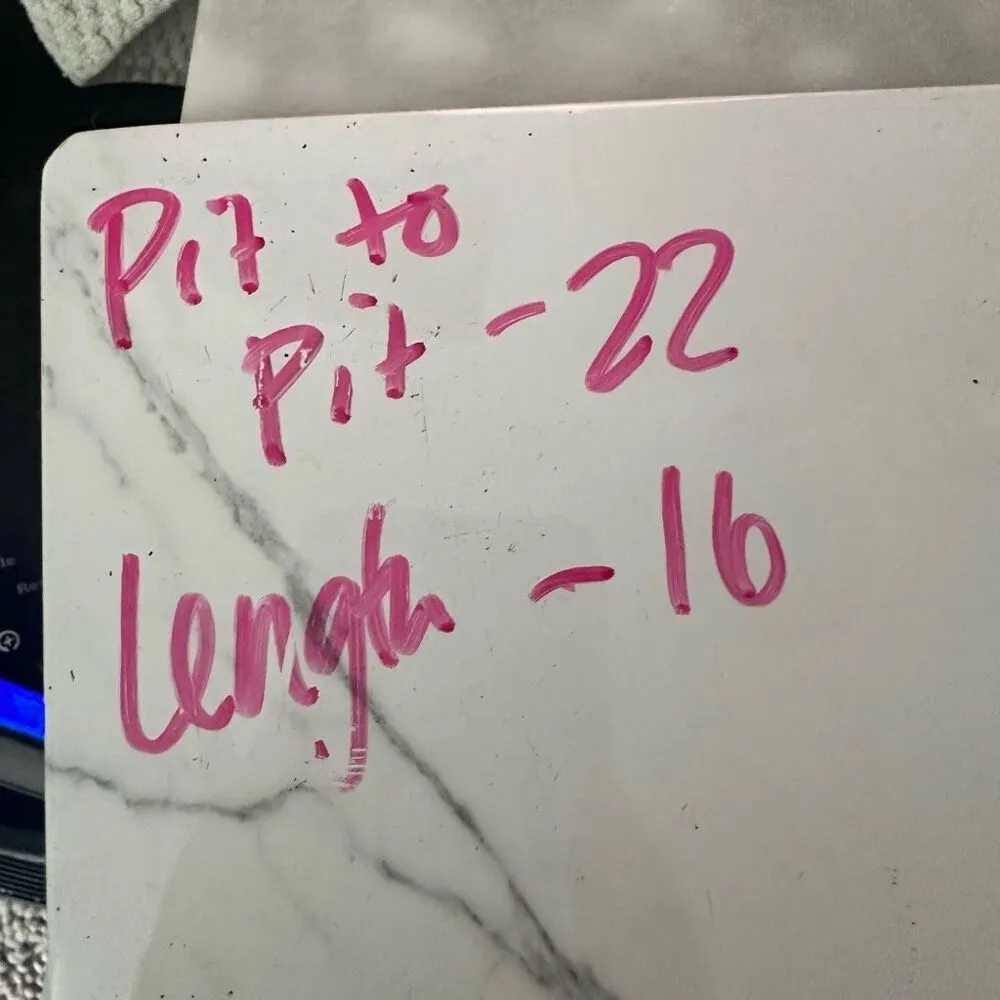 Pit to
Pit - 22
Length - 16